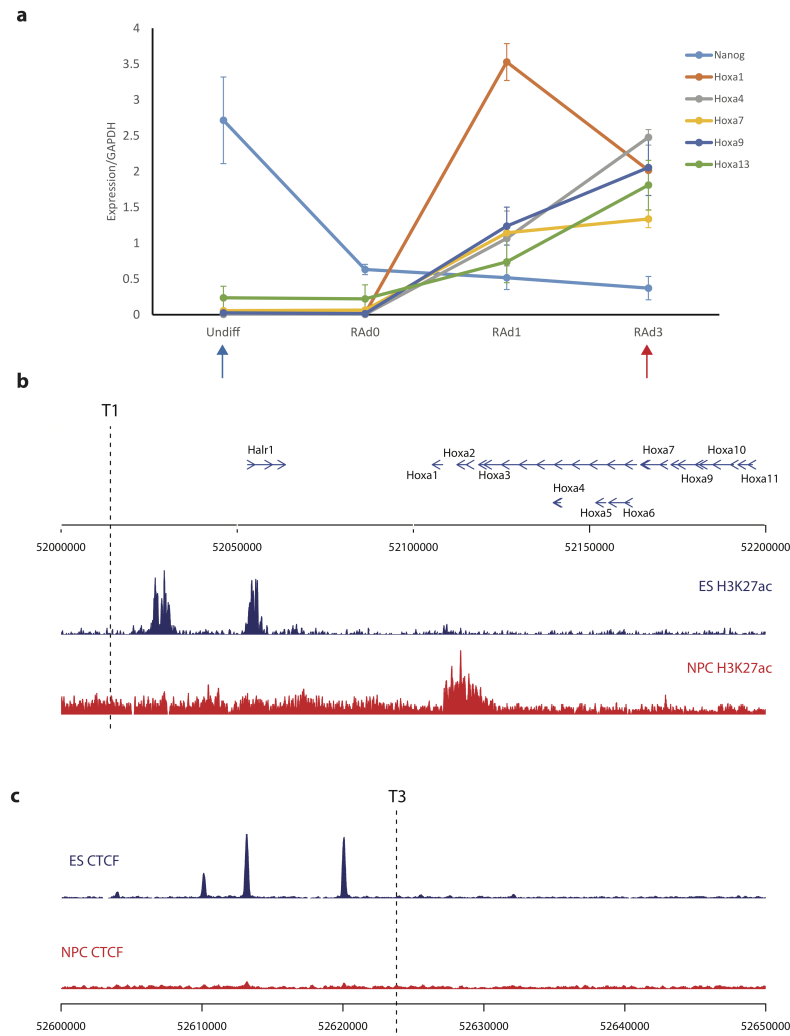 a
4
3.5
3
2.5
2
1.5
1
0.5
0
Expression/GAPDH
Undiff RAd0 RAd1 RAd3
Nanog
Hoxa1
Hoxa4
Hoxa7
Hoxa9
Hoxa13
b
T1
Halr1
Hoxa1
Hoxa2
Hoxa3
Hoxa4
Hoxa5
Hoxa6
Hoxa7
Hoxa9
Hoxa10
Hoxa11
52000000 52050000 52100000 52150000 52200000
ES H3K27ac
NPC H3K27ac
c
T3
ES CTCF
NPC CTCF
52600000 52610000 52620000 52630000 52640000 52650000